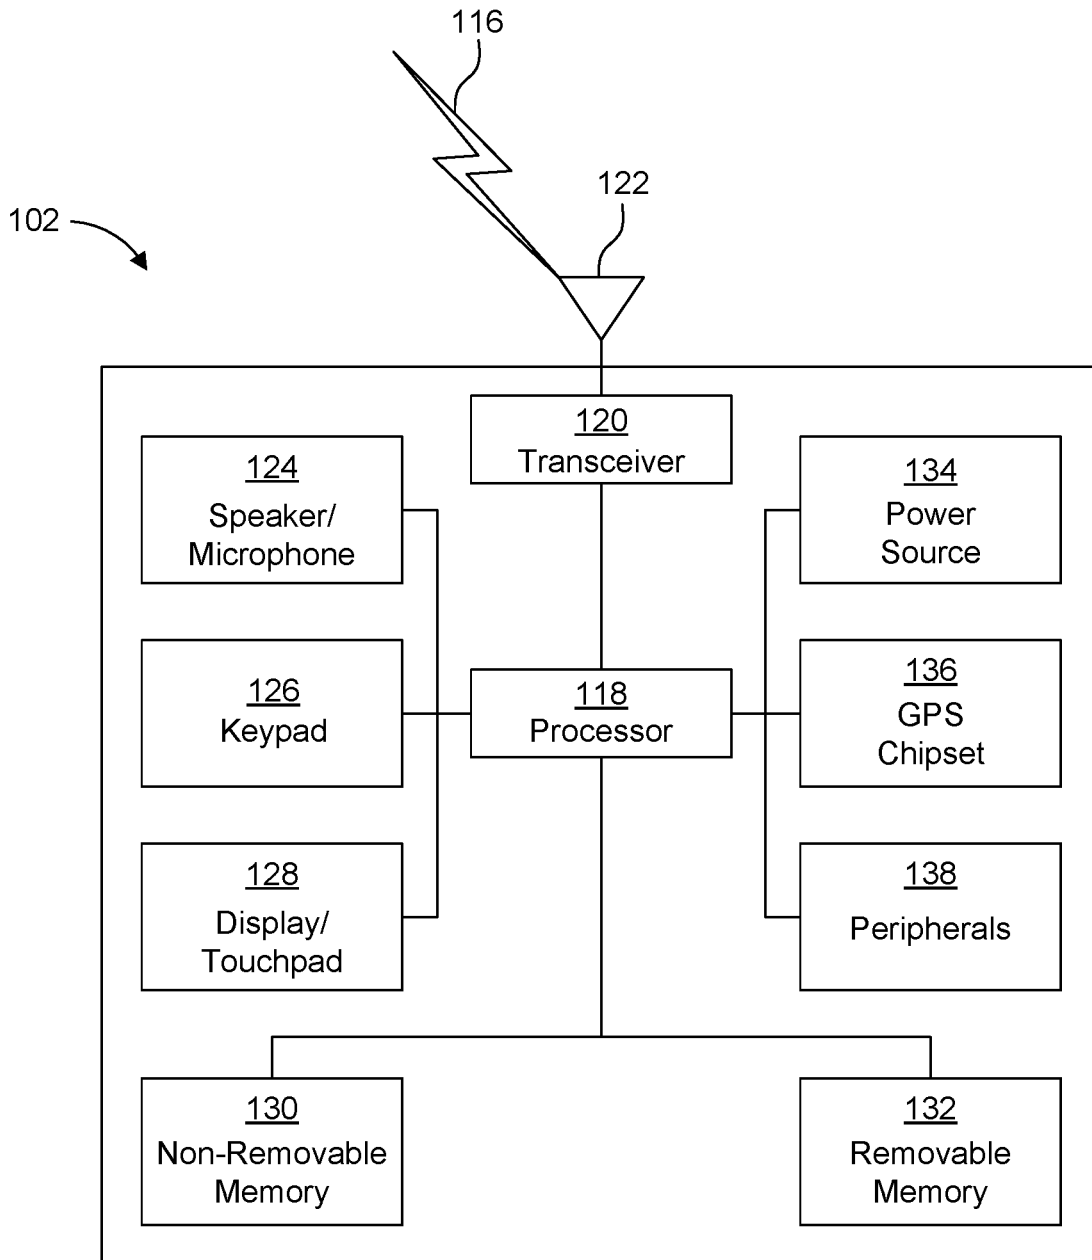 116
122
102
120
Transceiver
124
Speaker/
Microphone
134
Power
Source
126
Keypad
118
Processor
136
GPS
Chipset
128
Display/
Touchpad
138
Peripherals
130
Non-Removable
Memory
132
Removable
Memory